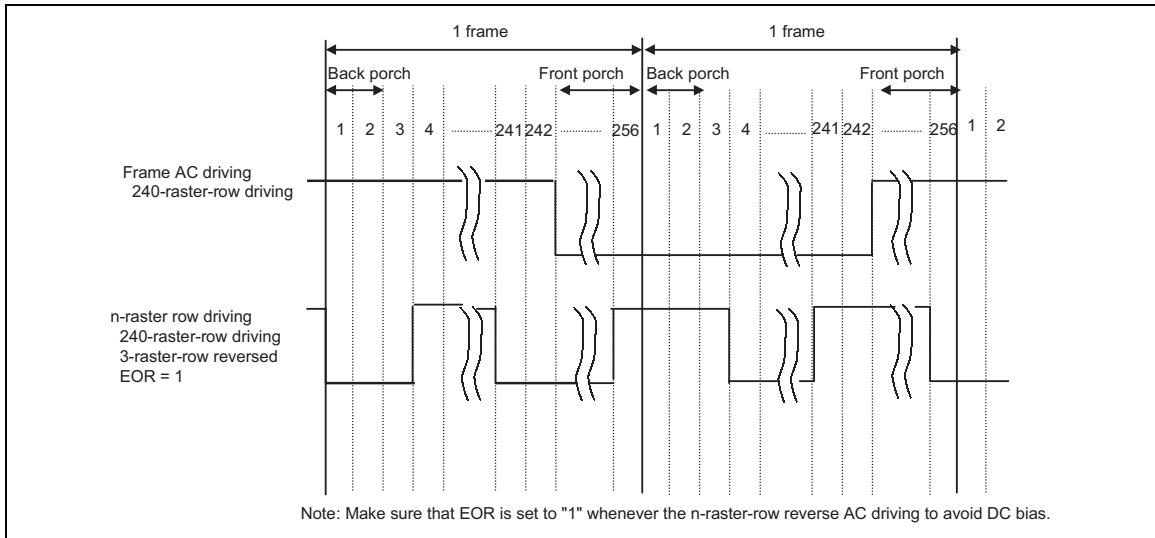 1 frame 1 frame
Back porch Front porch Back porch Front porch
1 2 3 4 ............ 241 242 ............ 256 1 2 3 4 ............ 241 242 ............ 256 1 2
Frame AC driving
240-raster-row driving
n-raster row driving
240-raster-row driving
3-raster-row reversed
EOR = 1
Note: Make sure that EOR is set to "1" whenever the n-raster-row reverse AC driving to avoid DC bias.